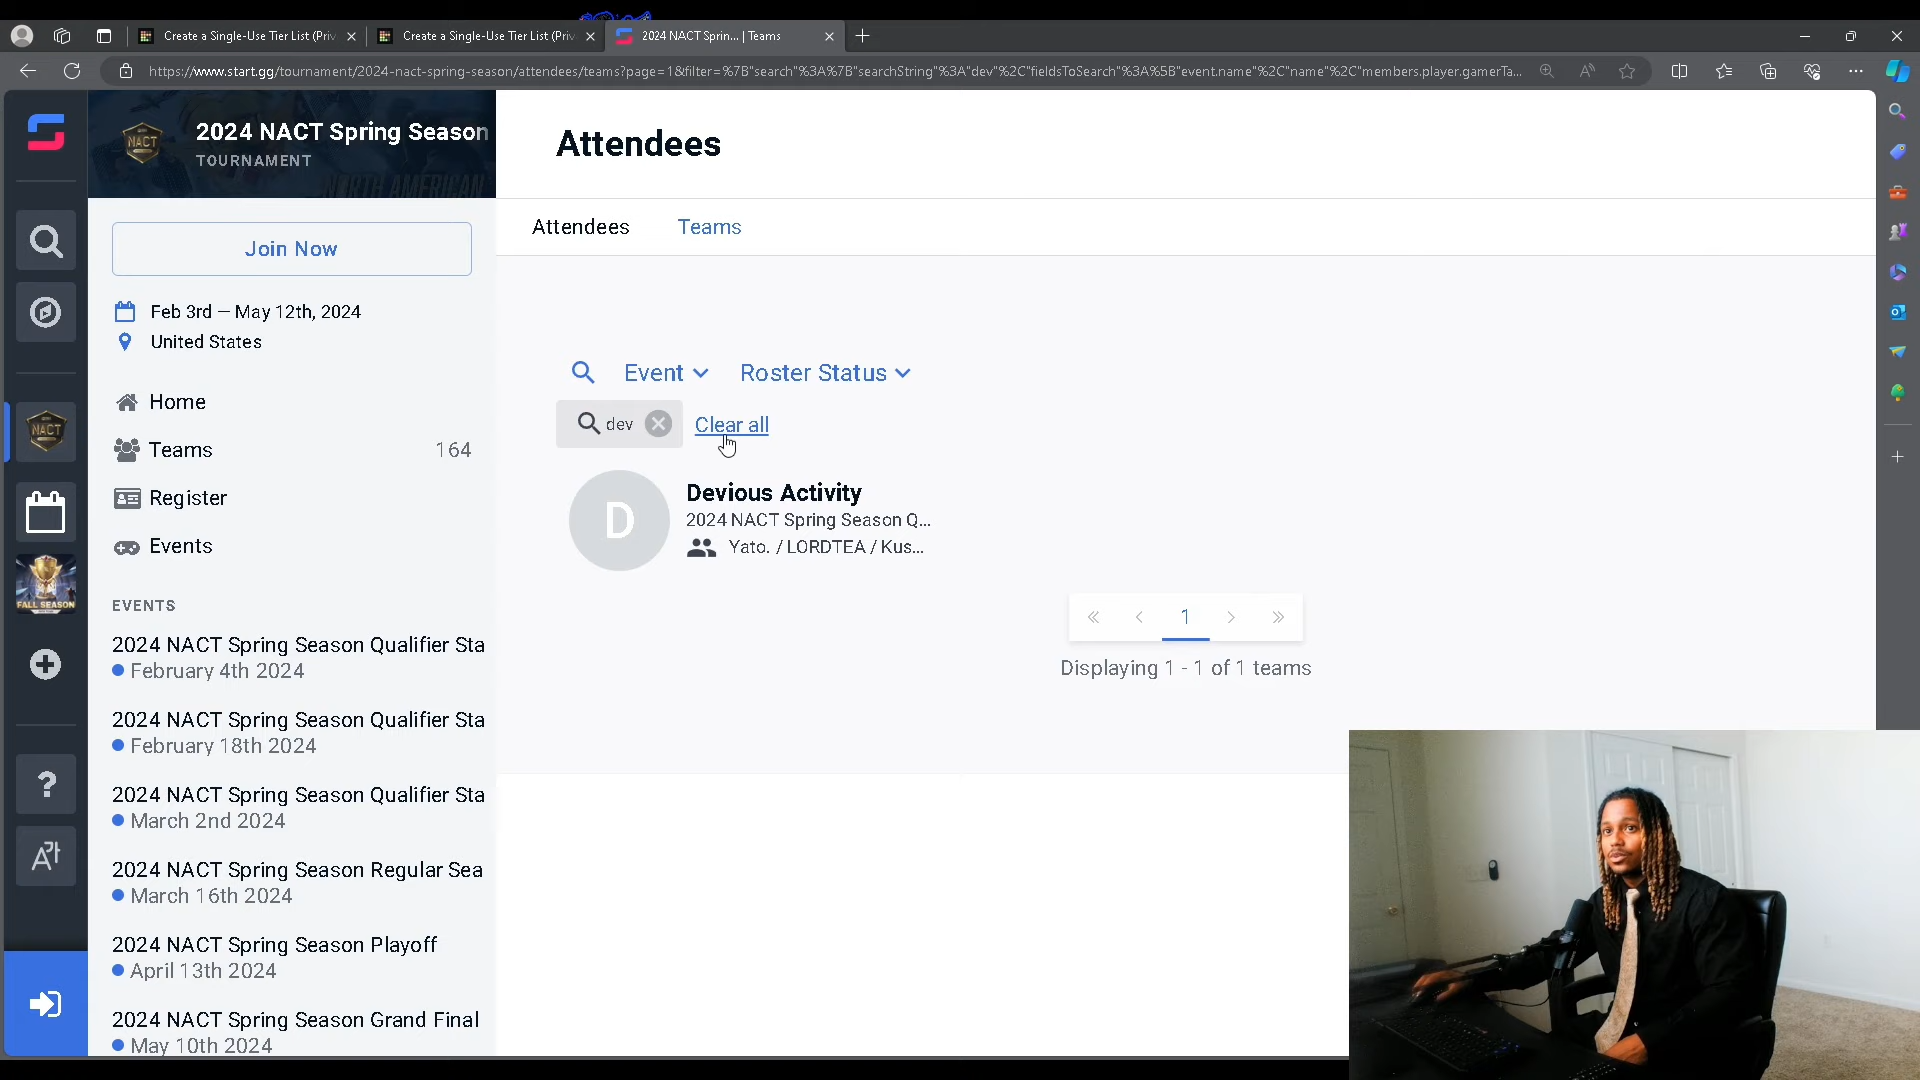 Create a Single-Use Tier List (Priv
Create a Single-Use Tier List (Priv
2024 NACT Sprin... | Teams
https://www.start.gg/tournament/2024-nact-spring-season/attendees/teams?page=1&filter=%7B"search"%3A%7B"searchString"%3A"dev"%2C"fieldsToSearch"%3A%5B"event.name"%2C"name"%2C"members.player.gamerTa...
NACT
2024 NACT Spring Season
TOURNAMENT
NORTH AMERICAN
Join Now
Feb 3rd — May 12th, 2024
United States
Home
Teams 164
Register
Events
EVENTS
2024 NACT Spring Season Qualifier Sta
February 4th 2024
2024 NACT Spring Season Qualifier Sta
February 18th 2024
2024 NACT Spring Season Qualifier Sta
March 2nd 2024
2024 NACT Spring Season Regular Sea
March 16th 2024
2024 NACT Spring Season Playoff
April 13th 2024
2024 NACT Spring Season Grand Final
May 10th 2024
NACT
FALL SEASON
?
Attendees
Attendees Teams
Event Roster Status
dev Clear all
D
Devious Activity
2024 NACT Spring Season Q...
Yato. / LORDTEA / Kus...
1
Displaying 1 - 1 of 1 teams